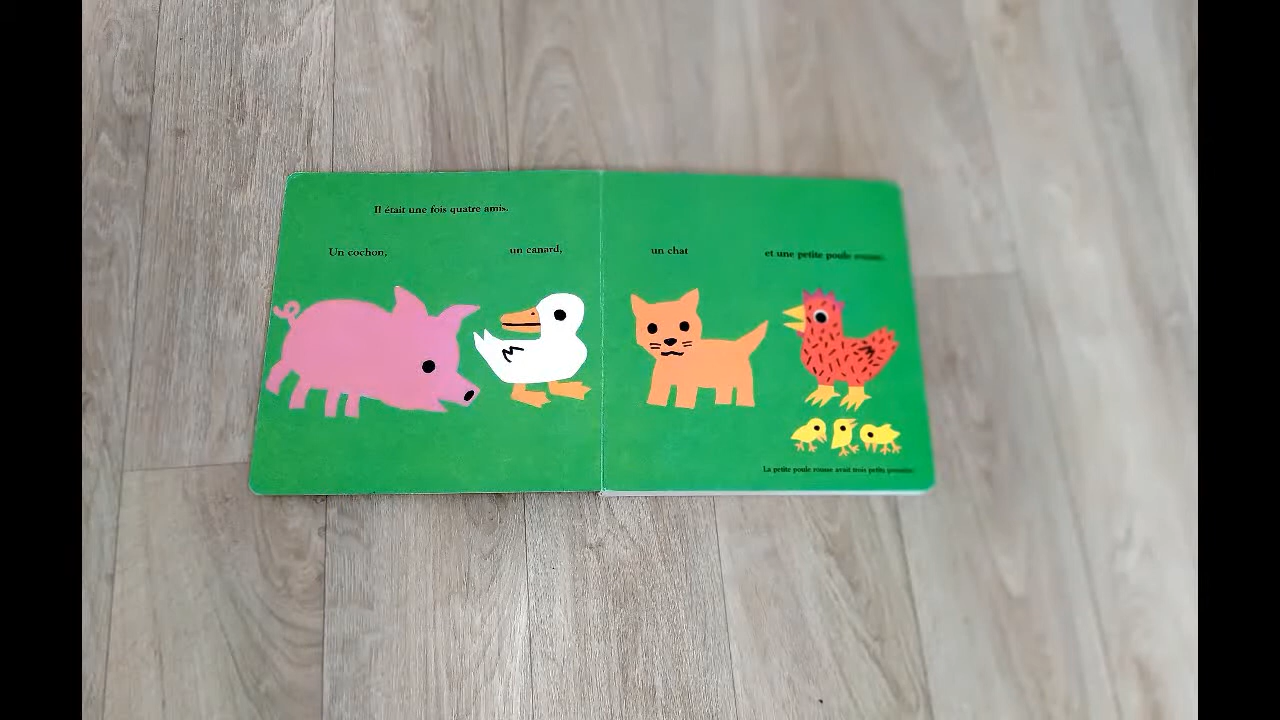 Il était une fois quatre amis.
Un cochon,
un canard,
un chat
et une petite poule rousse.
La petite poule rousse avait trois petits poussins.